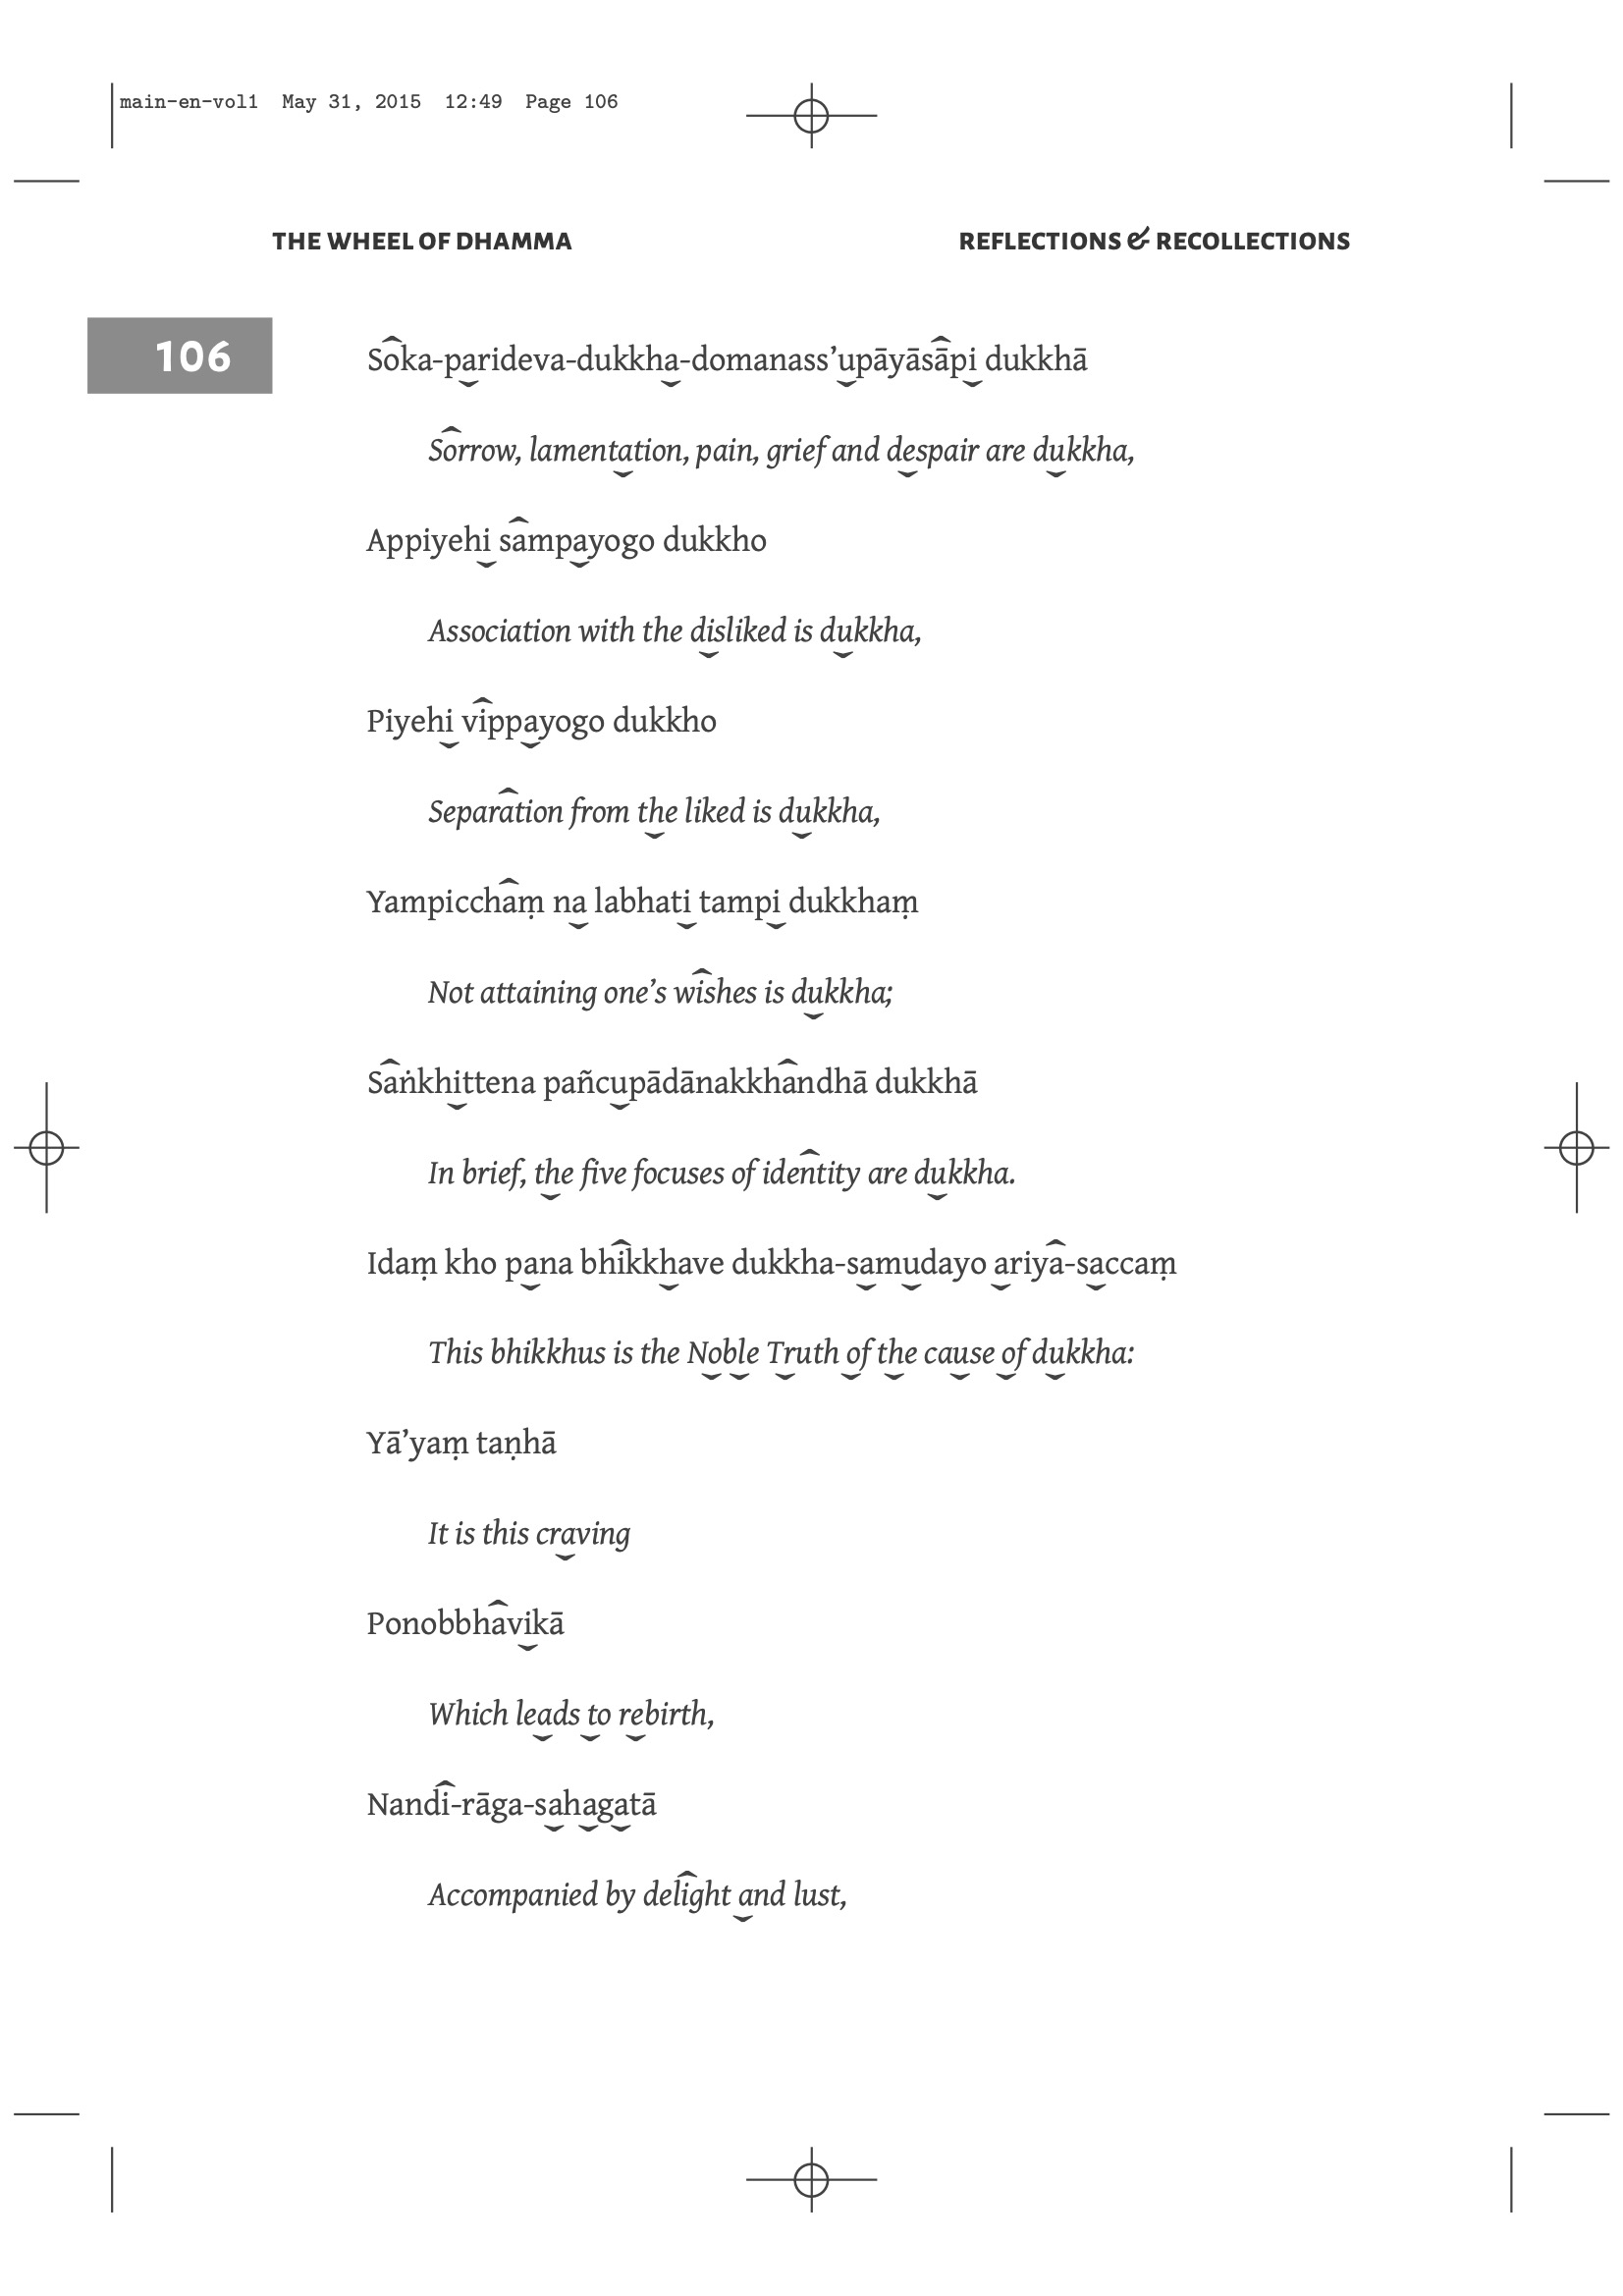 main-en-vol1 May 31, 2015 12:49 Page 106
THE WHEEL OF DHAMMA REFLECTIONS & RECOLLECTIONS
106
Soka-parideva-dukkha-domanass’upāyāsāpi dukkhā
Sorrow, lamentation, pain, grief and despair are dukkha,
Appiyehi sampayogo dukkho
Association with the disliked is dukkha,
Piyehi vippayogo dukkho
Separation from the liked is dukkha,
Yampicchaṃ na labhati tampi dukkhaṃ
Not attaining one’s wishes is dukkha;
Saṅkhittena pañcupādānakkhandhā dukkhā
In brief, the five focuses of identity are dukkha.
Idaṃ kho pana bhikkhave dukkha-samudayo ariya-saccaṃ
This bhikkhus is the Noble Truth of the cause of dukkha:
Yā’yaṃ taṇhā
It is this craving
Ponobbhavikā
Which leads to rebirth,
Nandi-rāga-sahagatā
Accompanied by delight and lust,